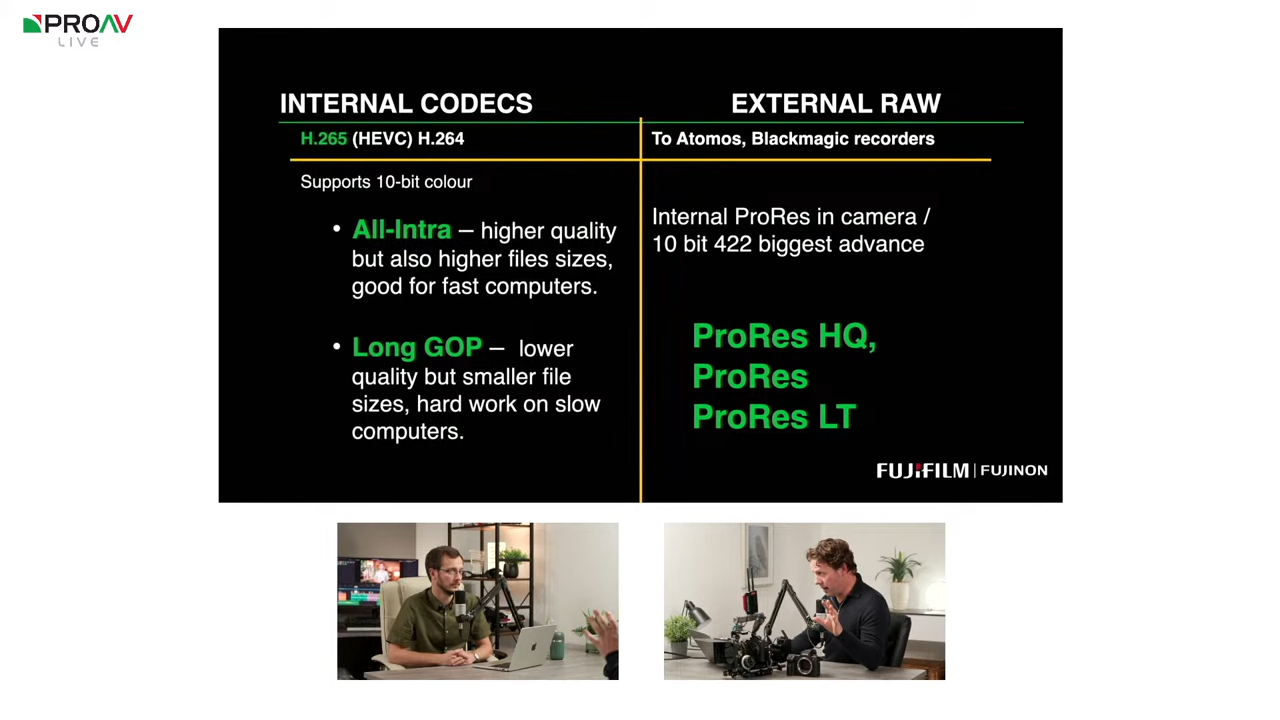 PROAV
LIVE
INTERNAL CODECS
EXTERNAL RAW
H.265 (HEVC) H.264
To Atomos, Blackmagic recorders
Supports 10-bit colour
• All-Intra – higher quality
but also higher files sizes,
good for fast computers.
• Long GOP – lower
quality but smaller file
sizes, hard work on slow
computers.
Internal ProRes in camera /
10 bit 422 biggest advance
ProRes HQ,
ProRes
ProRes LT
FUJIFILM | FUJINON